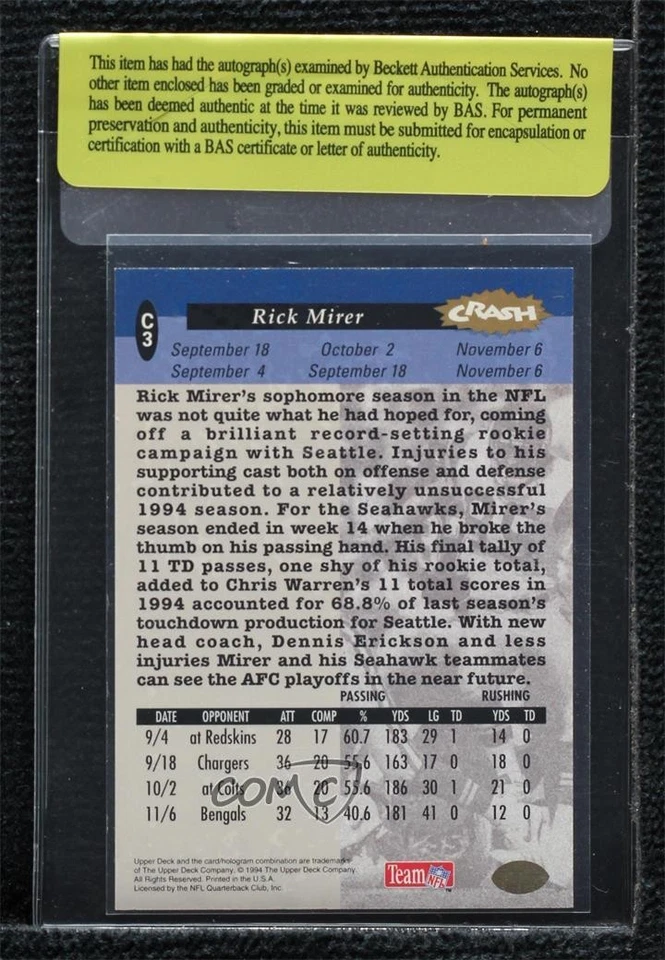 This item has had the autograph(s) examined by Beckett Authentication Services. No
other item enclosed has been graded or examined for authenticity. The autograph(s)
has been deemed authentic at the time it was reviewed by BAS. For permanent
preservation and authenticity, this item must be submitted for encapsulation or
certification with a BAS certificate or letter of authenticity.
C3
Rick Mirer
CRASH
September 18 October 2 November 6
September 4 September 18 November 6
Rick Mirer's sophomore season in the NFL
was not quite what he had hoped for, coming
off a brilliant record-setting rookie
campaign with Seattle. Injuries to his
supporting cast both on offense and defense
contributed to a relatively unsuccessful
1994 season. For the Seahawks, Mirer's
season ended in week 14 when he broke the
thumb on his passing hand. His final tally of
11 TD passes, one shy of his rookie total,
added to Chris Warren's 11 total scores in
1994 accounted for 68.8% of last season's
touchdown production for Seattle. With new
head coach, Dennis Erickson and less
injuries Mirer and his Seahawk teammates
can see the AFC playoffs in the near future.
PASSING RUSHING
DATE OPPONENT ATT COMP % YDS LG TD YDS TD
9/4 at Redskins 28 17 60.7 183 29 1 14 0
9/18 Chargers 36 20 55.6 163 17 0 18 0
10/2 at Colts 36 20 55.6 186 30 1 21 0
11/6 Bengals 32 13 40.6 181 41 0 12 0
COMC
Upper Deck and the card/hologram combination are trademarks
of The Upper Deck Company. © 1994 The Upper Deck Company
All Rights Reserved. Printed in the U.S.A.
Licensed by the NFL Quarterback Club, Inc.
Team NFL™